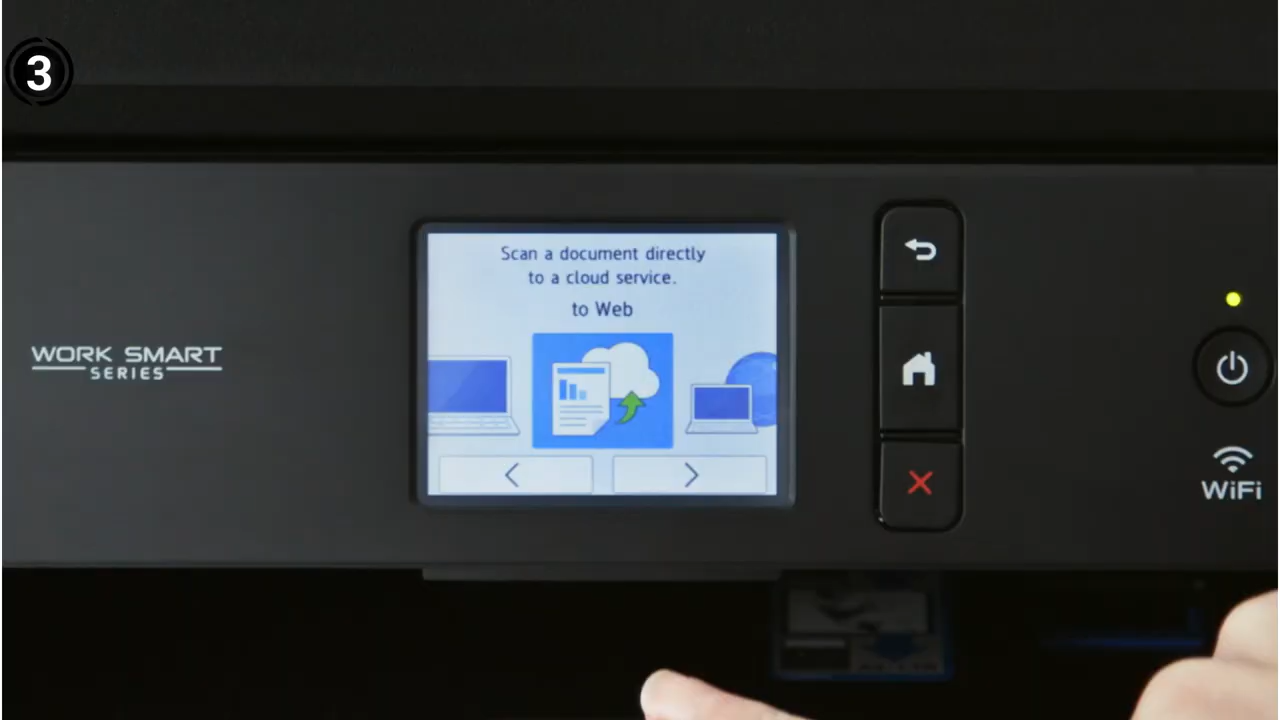 3
Scan a document directly
to a cloud service.
to Web
WORK SMART
SERIES
WiFi